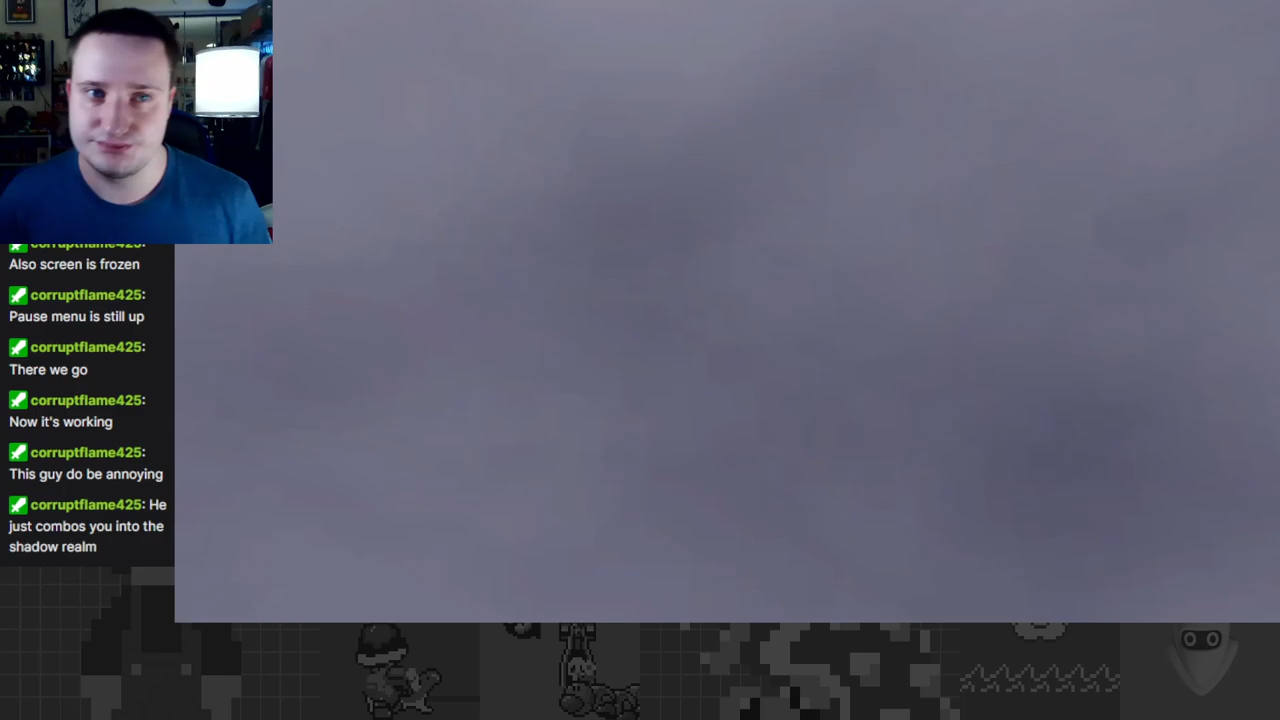 corruptflame425:
Also screen is frozen
corruptflame425:
Pause menu is still up
corruptflame425:
There we go
corruptflame425:
Now it's working
corruptflame425:
This guy do be annoying
corruptflame425: He
just combos you into the
shadow realm